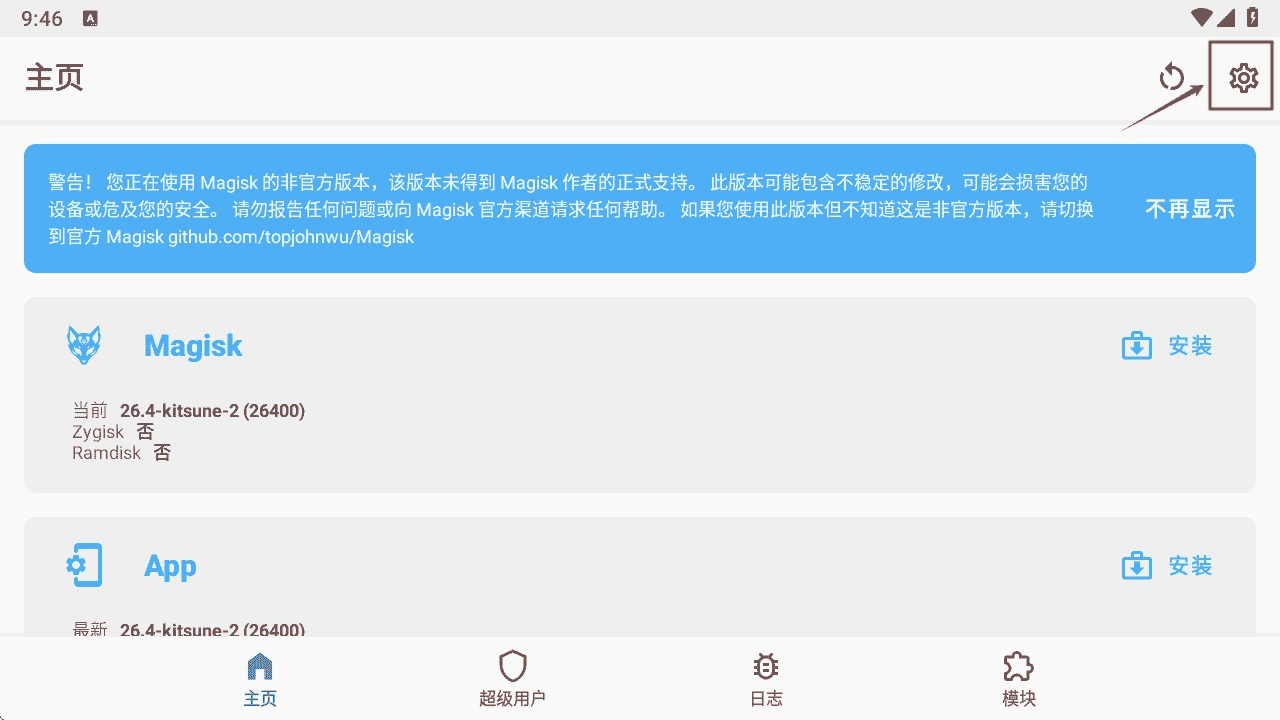 9:46
A
主页
警告！ 您正在使用 Magisk 的非官方版本，该版本未得到 Magisk 作者的正式支持。 此版本可能包含不稳定的修改，可能会损害您的
设备或危及您的安全。 请勿报告任何问题或向 Magisk 官方渠道请求任何帮助。 如果您使用此版本但不知道这是非官方版本，请切换
到官方 Magisk github.com/topjohnwu/Magisk
不再显示
Magisk
安装
当前 26.4-kitsune-2 (26400)
Zygisk 否
Ramdisk 否
App
安装
最新 26.4-kitsune-2 (26400)
主页
超级用户
日志
模块